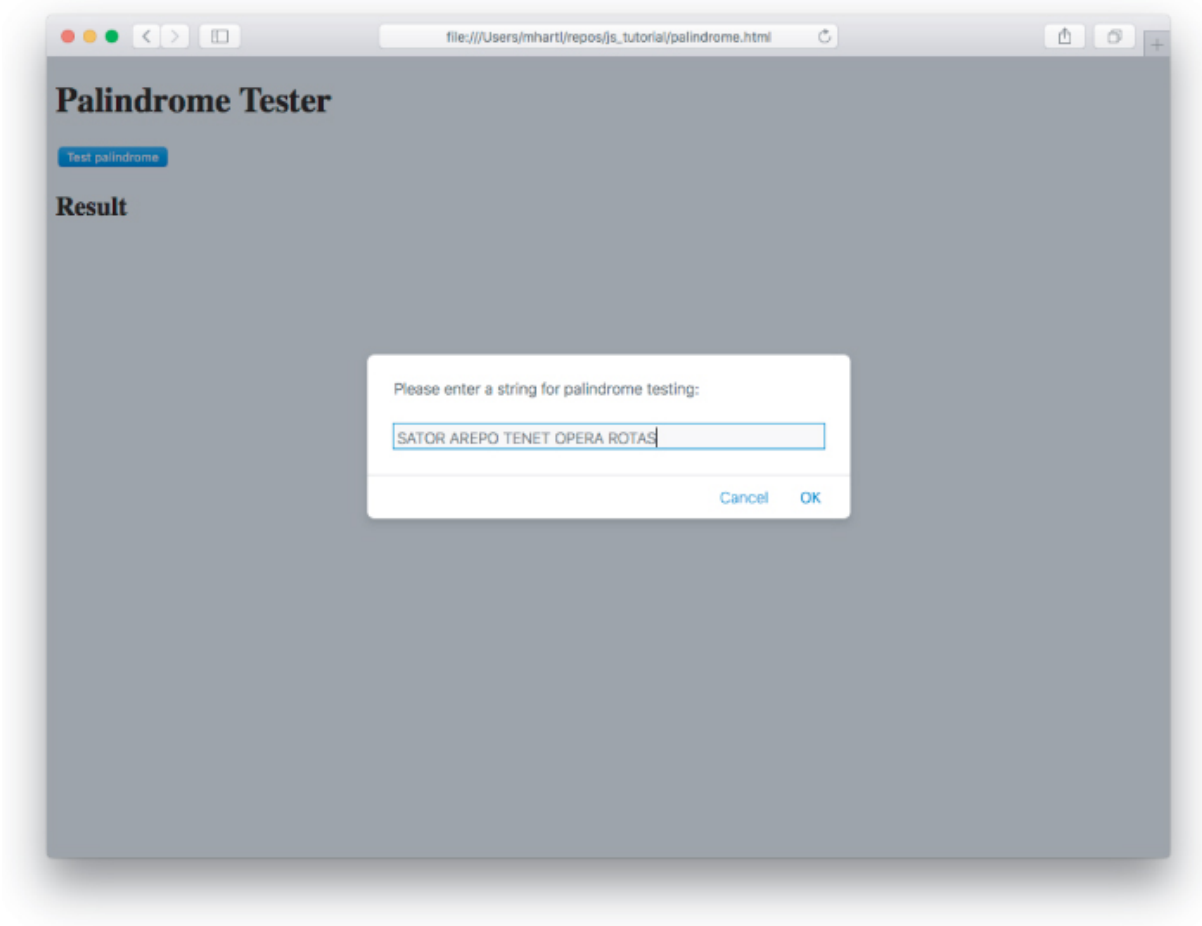 file:///Users/mhartl/repos/js_tutorial/palindrome.html
Palindrome Tester
Test palindrome
Result
Please enter a string for palindrome testing:
SATOR AREPO TENET OPERA ROTAS
Cancel OK